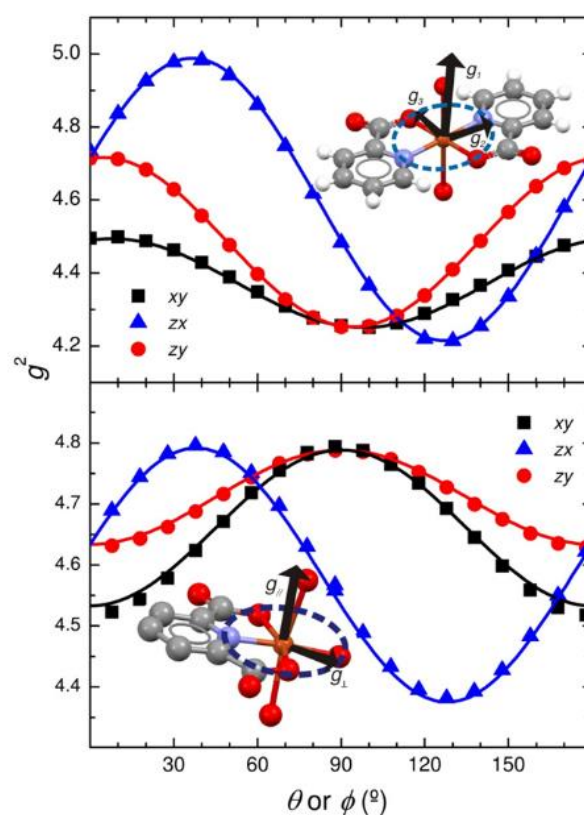 5.0
4.8
4.6
4.4
4.2
g1
g3
g2
xy
zx
zy
g²
4.8
4.7
4.6
4.5
4.4
xy
zx
zy
g//
g⊥
0 30 60 90 120 150
θ or ϕ (º)